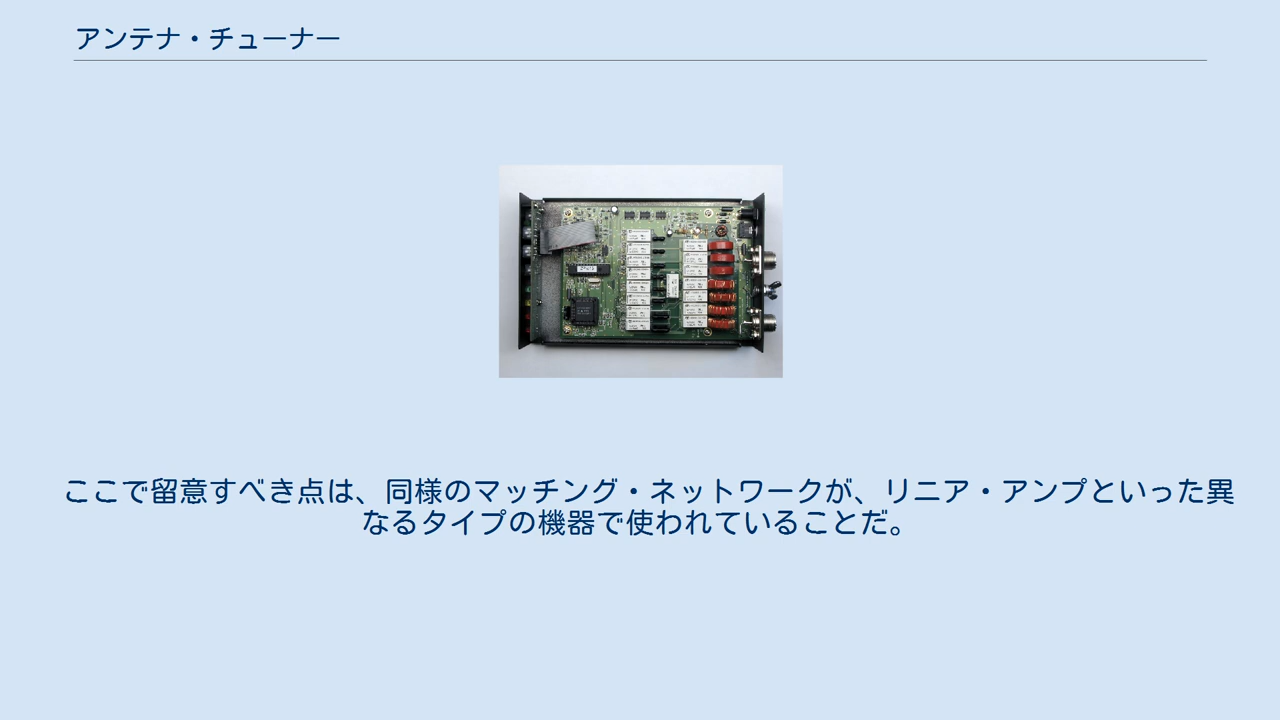 アンテナ・チューナー
ここで留意すべき点は、同様のマッチング・ネットワークが、リニア・アンプといった異
なるタイプの機器で使われていることだ。